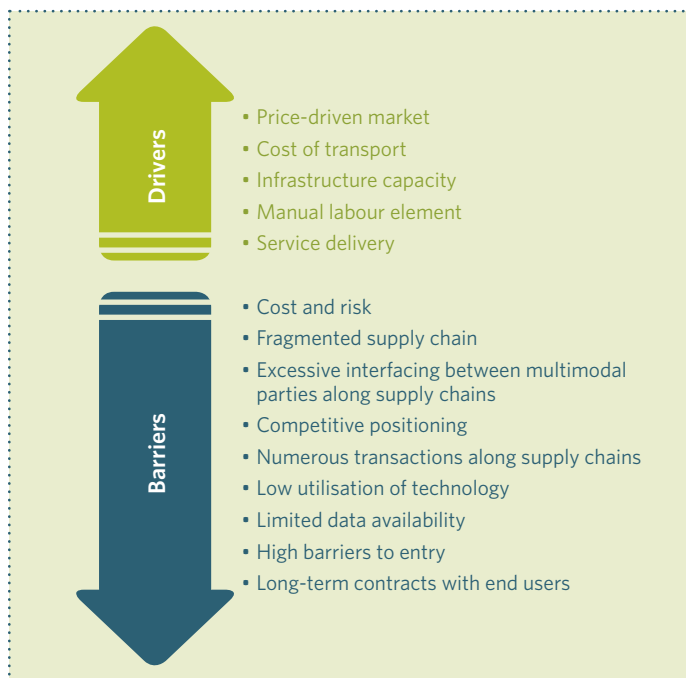 Drivers
• Price-driven market
• Cost of transport
• Infrastructure capacity
• Manual labour element
• Service delivery
Barriers
• Cost and risk
• Fragmented supply chain
• Excessive interfacing between multimodal
parties along supply chains
• Competitive positioning
• Numerous transactions along supply chains
• Low utilisation of technology
• Limited data availability
• High barriers to entry
• Long-term contracts with end users